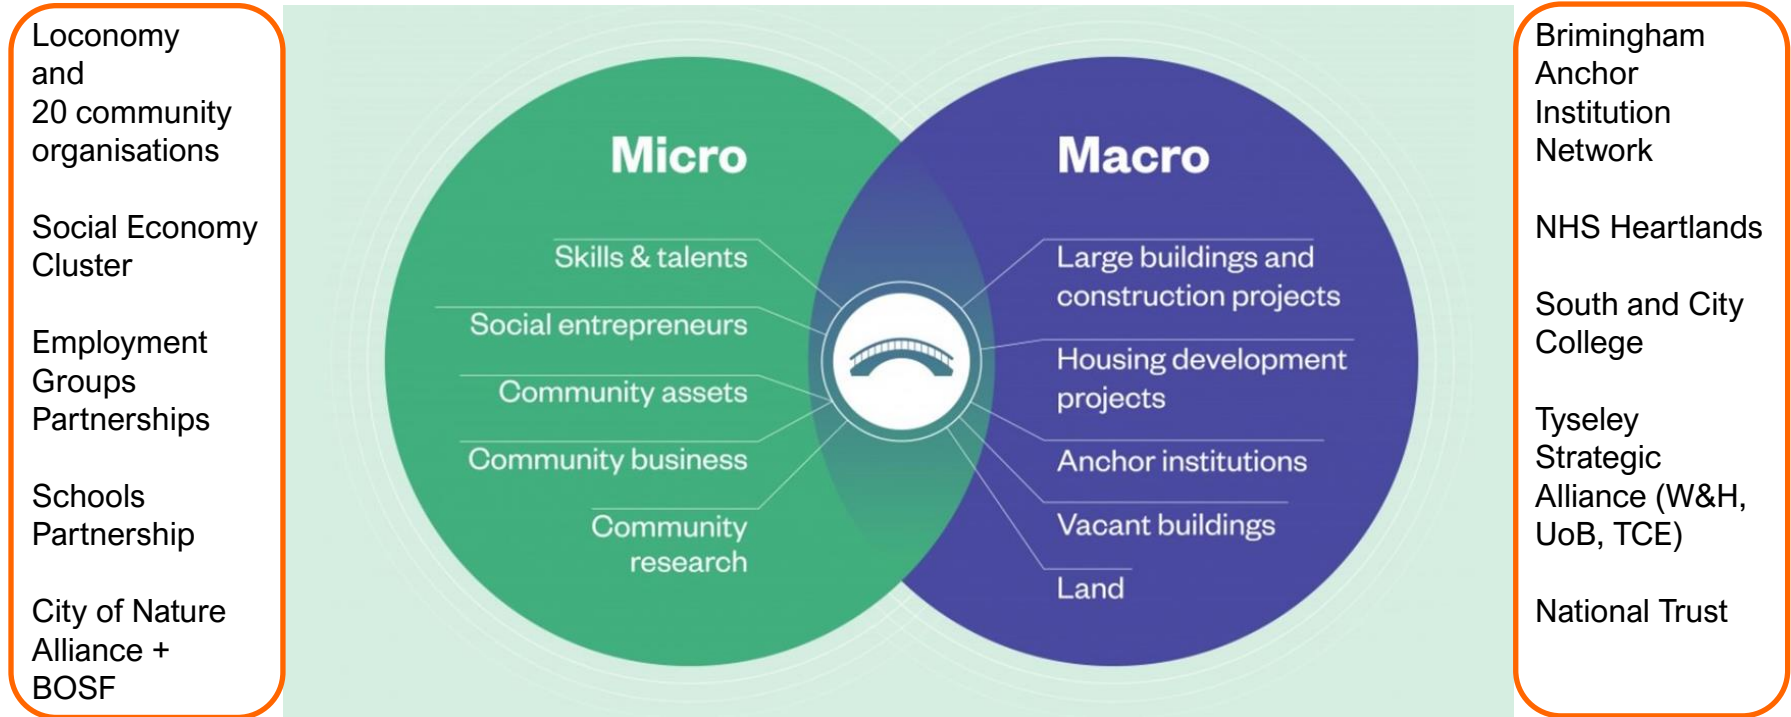 Loconomy
and
20 community
organisations
Social Economy
Cluster
Employment
Groups
Partnerships
Schools
Partnership
City of Nature
Alliance +
BOSF
Micro
Skills & talents
Social entrepreneurs
Community assets
Community business
Community
research
Macro
Large buildings and
construction projects
Housing development
projects
Anchor institutions
Vacant buildings
Land
Brimingham
Anchor
Institution
Network
NHS Heartlands
South and City
College
Tyseley
Strategic
Alliance (W&H,
UoB, TCE)
National Trust